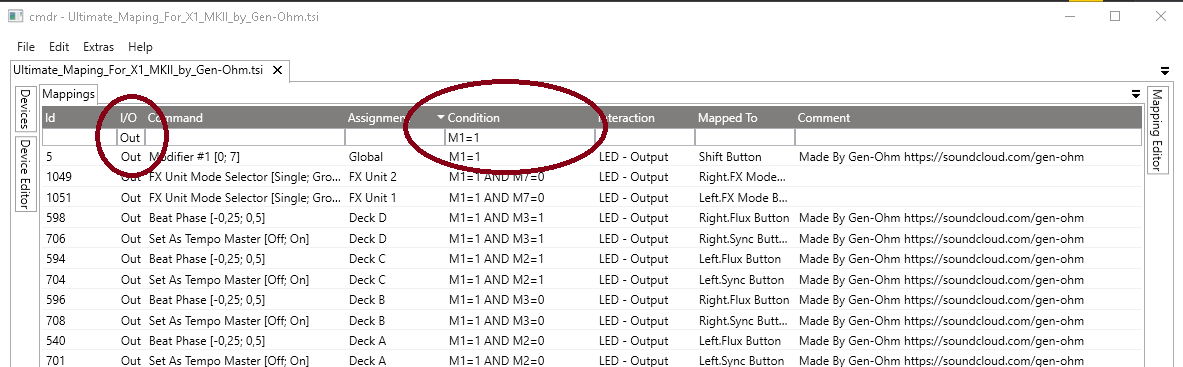 cmdr - Ultimate_Maping_For_X1_MKII_by_Gen-Ohm.tsi
File Edit Extras Help
Ultimate_Maping_For_X1_MKII_by_Gen-Ohm.tsi
Devices
Device Editor
Mappings
Mapping Editor
Id I/O Command Assignment Condition Interaction Mapped To Comment
Out M1=1
5 Out Modifier #1 [0; 7] Global M1=1 LED - Output Shift Button Made By Gen-Ohm https://soundcloud.com/gen-ohm
1049 Out FX Unit Mode Selector [Single; Gro... FX Unit 2 M1=1 AND M7=0 LED - Output Right.FX Mode...
1051 Out FX Unit Mode Selector [Single; Gro... FX Unit 1 M1=1 AND M7=0 LED - Output Left.FX Mode B...
598 Out Beat Phase [-0,25; 0,5] Deck D M1=1 AND M3=1 LED - Output Right.Flux Button Made By Gen-Ohm https://soundcloud.com/gen-ohm
706 Out Set As Tempo Master [Off; On] Deck D M1=1 AND M3=1 LED - Output Right.Sync Butt... Made By Gen-Ohm https://soundcloud.com/gen-ohm
594 Out Beat Phase [-0,25; 0,5] Deck C M1=1 AND M2=1 LED - Output Left.Flux Button Made By Gen-Ohm https://soundcloud.com/gen-ohm
704 Out Set As Tempo Master [Off; On] Deck C M1=1 AND M2=1 LED - Output Left.Sync Button Made By Gen-Ohm https://soundcloud.com/gen-ohm
596 Out Beat Phase [-0,25; 0,5] Deck B M1=1 AND M3=0 LED - Output Right.Flux Button Made By Gen-Ohm https://soundcloud.com/gen-ohm
708 Out Set As Tempo Master [Off; On] Deck B M1=1 AND M3=0 LED - Output Right.Sync Butt... Made By Gen-Ohm https://soundcloud.com/gen-ohm
540 Out Beat Phase [-0,25; 0,5] Deck A M1=1 AND M2=0 LED - Output Left.Flux Button Made By Gen-Ohm https://soundcloud.com/gen-ohm
701 Out Set As Tempo Master [Off; On] Deck A M1=1 AND M2=0 LED - Output Left.Sync Button Made By Gen-Ohm https://soundcloud.com/gen-ohm